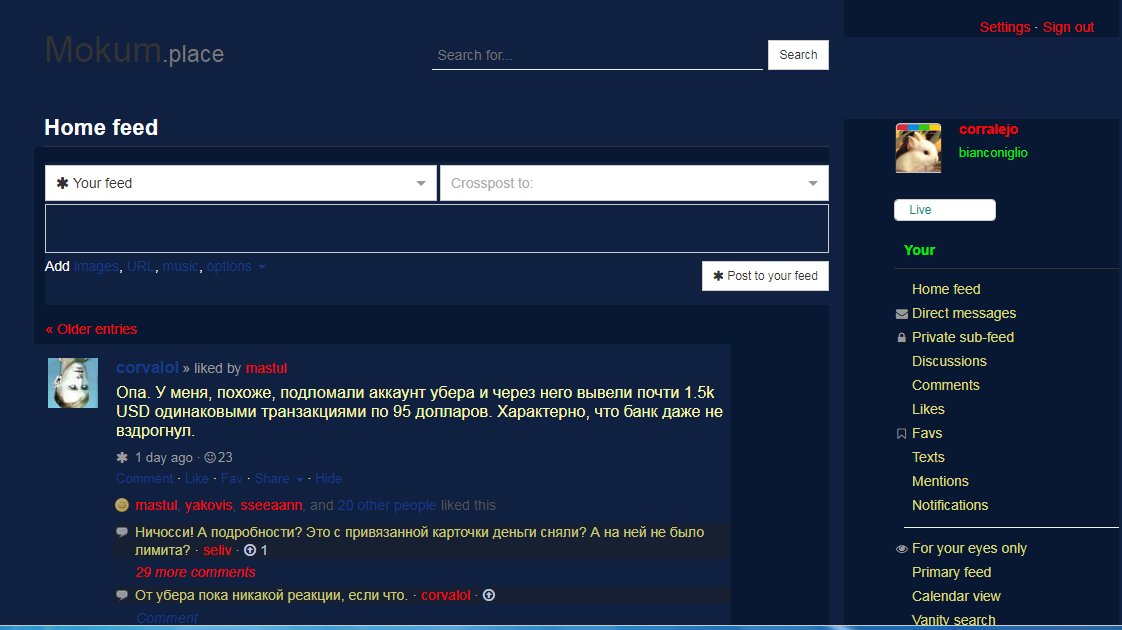 Settings · Sign out
Mokum.place
Search for...
Search
Home feed
✱ Your feed
Crosspost to:
Add images, URL, music, options
✱ Post to your feed
« Older entries
corvalol » liked by mastul
Опа. У меня, похоже, подломали аккаунт убера и через него вывели почти 1.5k
USD одинаковыми транзакциями по 95 долларов. Характерно, что банк даже не
вздрогнул.
✱ 1 day ago · ☺23
Comment · Like · Fav · Share · Hide
mastul, yakovis, sseeaann, and 20 other people liked this
Ничосси! А подробности? Это с привязанной карточки деньги сняли? А на ней не было
лимита? · seliv · 1
29 more comments
От убера пока никакой реакции, если что. · corvalol ·
Comment
corralejo
bianconiglio
Live
Your
Home feed
Direct messages
Private sub-feed
Discussions
Comments
Likes
Favs
Texts
Mentions
Notifications
For your eyes only
Primary feed
Calendar view
Vanity search